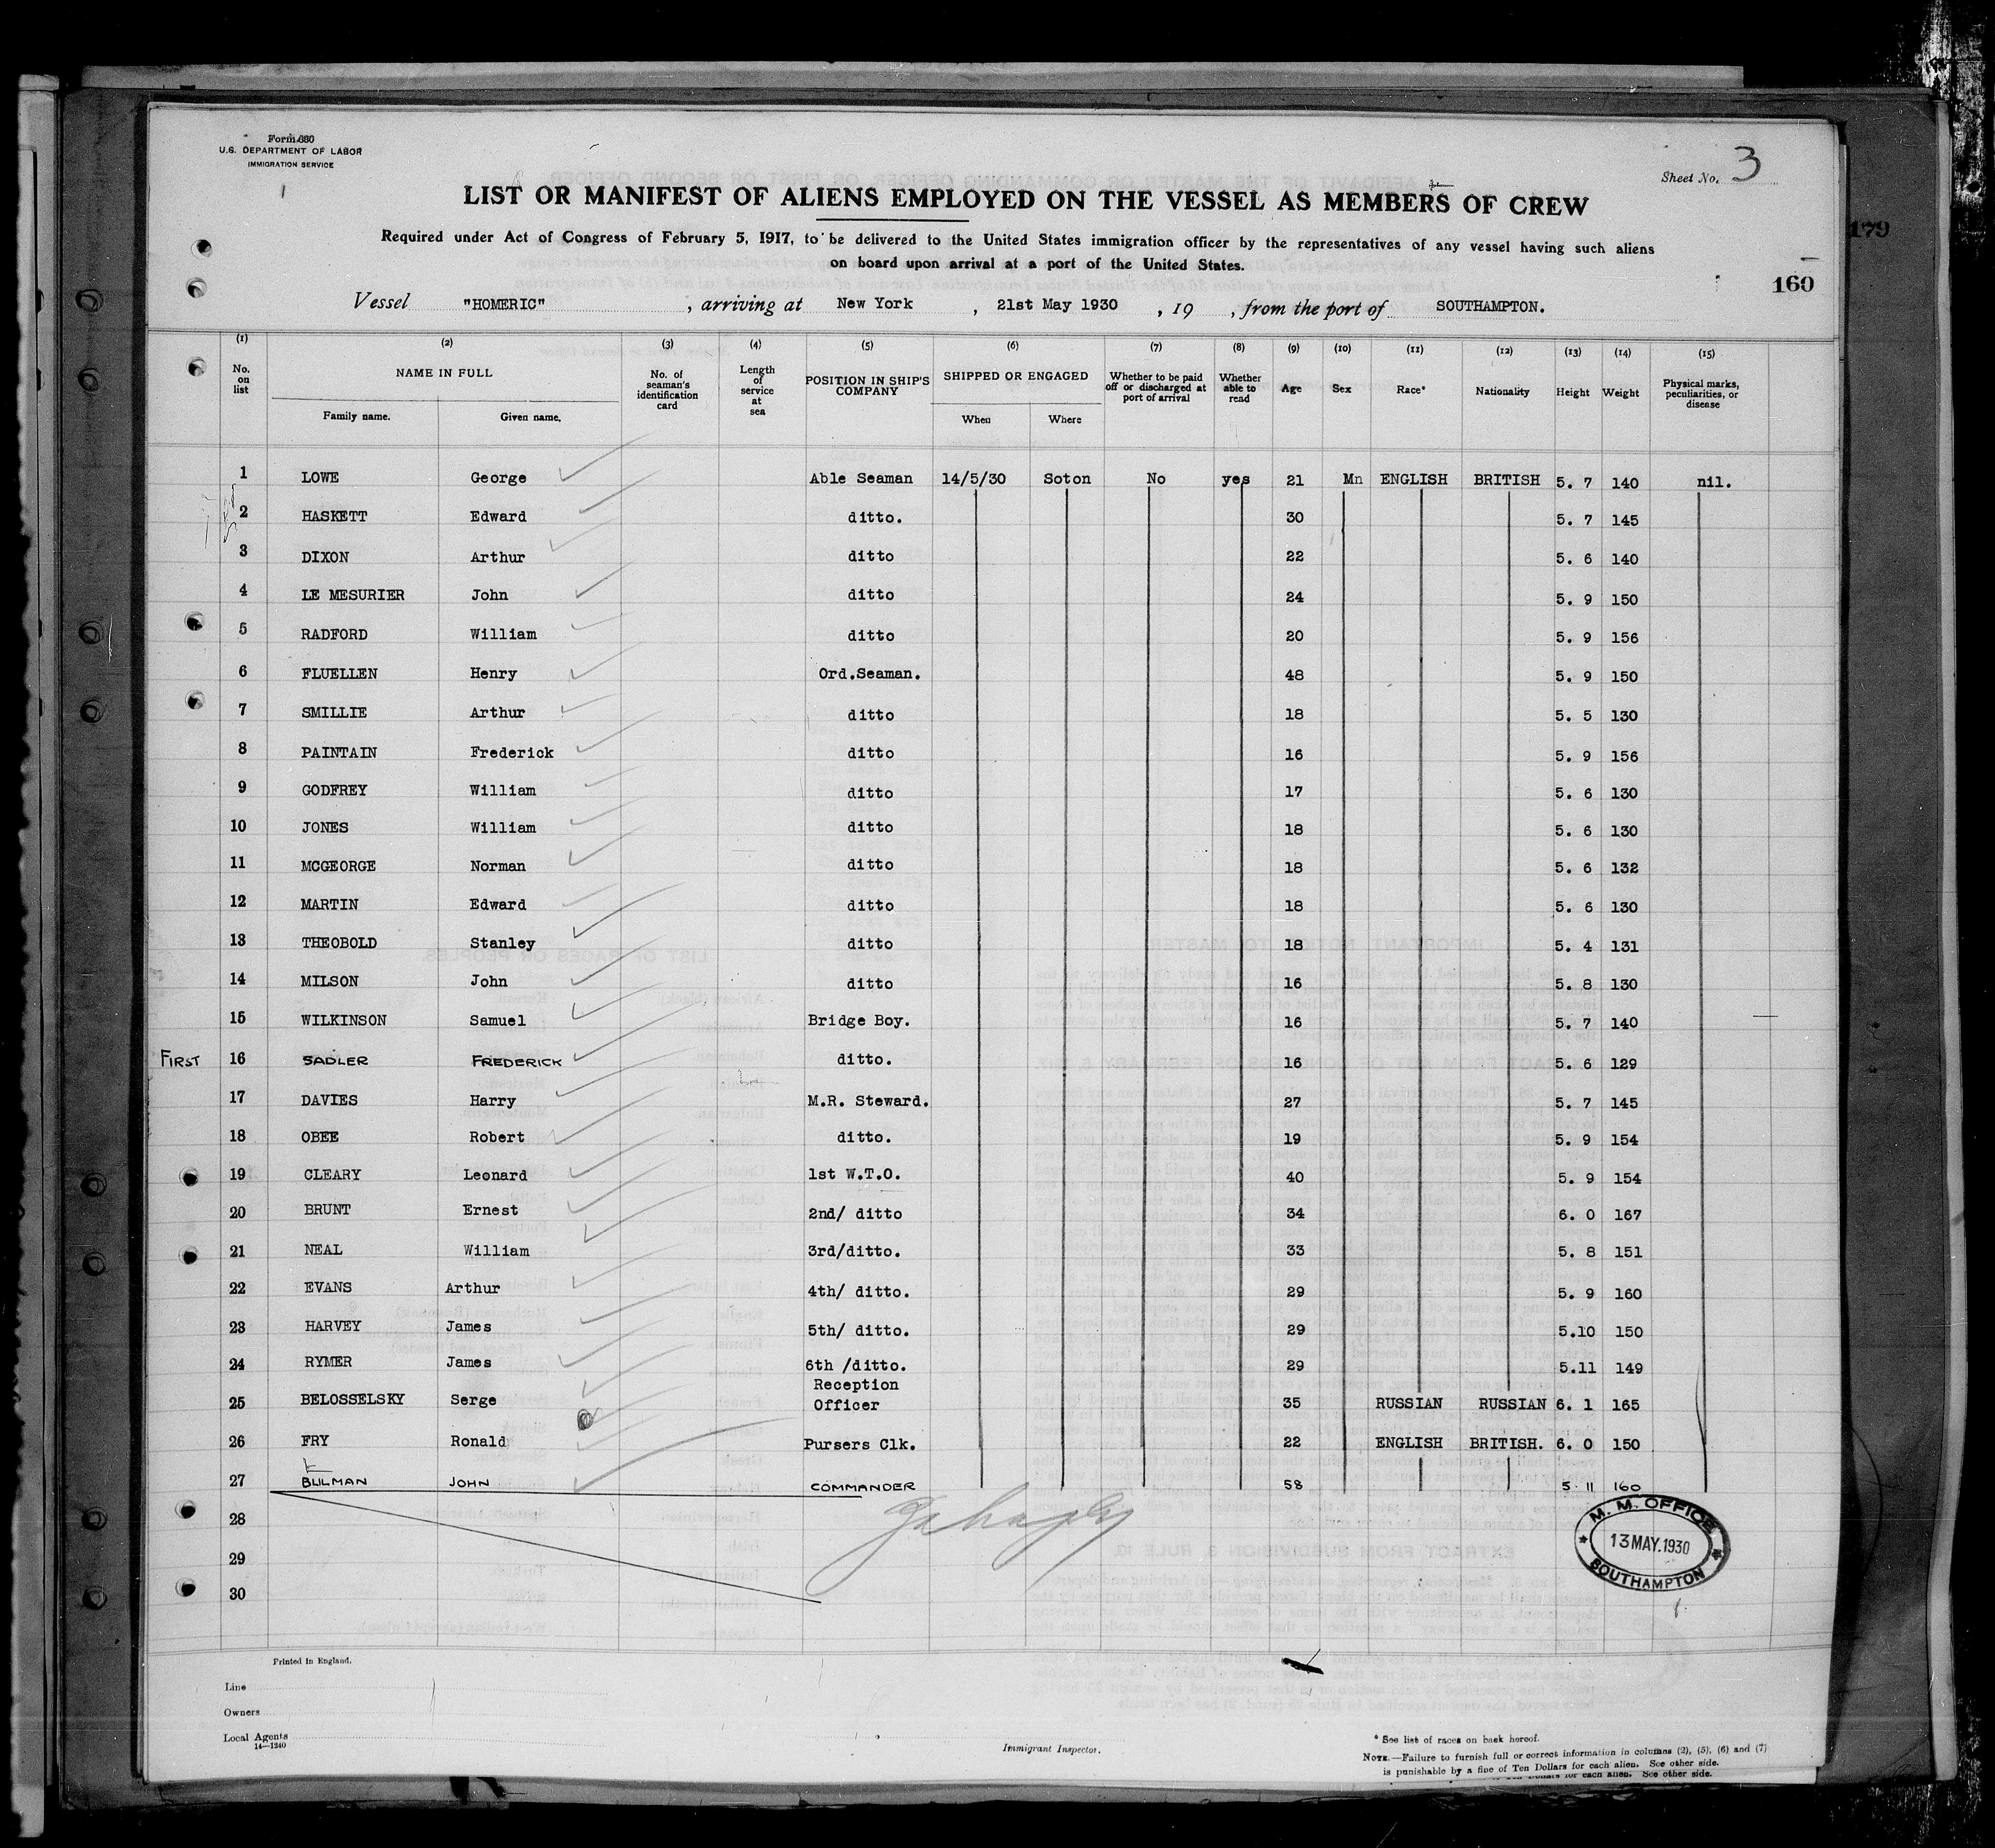 Form 680
U.S. DEPARTMENT OF LABOR
IMMIGRATION SERVICE
Sheet No. 3
LIST OR MANIFEST OF ALIENS EMPLOYED ON THE VESSEL AS MEMBERS OF CREW
179
Required under Act of Congress of February 5, 1917, to be delivered to the United States immigration officer by the representatives of any vessel having such aliens
on board upon arrival at a port of the United States.
160
Vessel "HOMERIC", arriving at New York, 21st May 1930, 19 , from the port of SOUTHAMPTON.
(1) (2) (3) (4) (5) (6) (7) (8) (9) (10) (11) (12) (13) (14) (15)
No. on list NAME IN FULL Family name. Given name. No. of seaman's identification card Length of service at sea POSITION IN SHIP'S COMPANY SHIPPED OR ENGAGED When Where Whether to be paid off or discharged at port of arrival Whether able to read Age Sex Race* Nationality Height Weight Physical marks, peculiarities, or disease
1 LOWE George Able Seaman 14/5/30 Soton No yes 21 Mn ENGLISH BRITISH 5. 7 140 nil.
2 HASKETT Edward ditto. 30 5. 7 145
3 DIXON Arthur ditto 22 5. 6 140
4 LE MESURIER John ditto 24 5. 9 150
5 RADFORD William ditto 20 5. 9 156
6 FLUELLEN Henry Ord.Seaman. 48 5. 9 150
7 SMILLIE Arthur ditto 18 5. 5 130
8 PAINTAIN Frederick ditto 16 5. 9 156
9 GODFREY William ditto 17 5. 6 130
10 JONES William ditto 18 5. 6 130
11 MCGEORGE Norman ditto 18 5. 6 132
12 MARTIN Edward ditto 18 5. 6 130
13 THEOBOLD Stanley ditto 18 5. 4 131
14 MILSON John ditto 16 5. 8 130
15 WILKINSON Samuel Bridge Boy. 16 5. 7 140
FIRST 16 SADLER FREDERICK ditto. 16 5. 6 129
17 DAVIES Harry M.R. Steward. 27 5. 7 145
18 OBEE Robert ditto. 19 5. 9 154
19 CLEARY Leonard 1st W.T.O. 40 5. 9 154
20 BRUNT Ernest 2nd/ ditto 34 6. 0 167
21 NEAL William 3rd/ditto. 33 5. 8 151
22 EVANS Arthur 4th/ ditto. 29 5. 9 160
23 HARVEY James 5th/ ditto. 29 5.10 150
24 RYMER James 6th /ditto. 29 5.11 149
25 BELOSSELSKY Serge Reception Officer 35 RUSSIAN RUSSIAN 6. 1 165
26 FRY Ronald Pursers Clk. 22 ENGLISH BRITISH. 6. 0 150
27 BULMAN JOHN COMMANDER 58 5 11 160
28
29
30
M. M. OFFICE
13 MAY.1930
SOUTHAMPTON
Printed in England.
Line
Owners
Local Agents
14—1240
Immigrant Inspector.
* See list of races on back hereof.
NOTE.—Failure to furnish full or correct information in columns (2), (5), (6) and (7)
is punishable by a fine of Ten Dollars for each alien. See other side.
Ten Dollars for each alien. See other side.